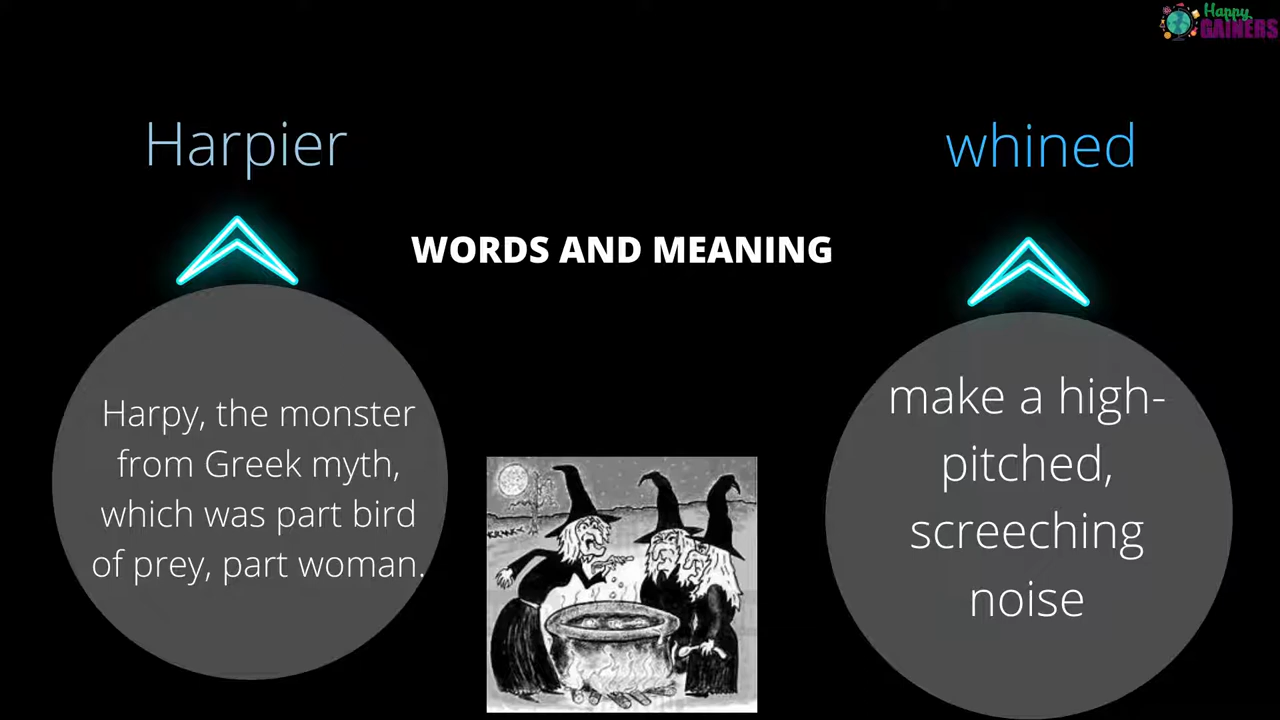 Happy
GAINERS
Harpier
whined
WORDS AND MEANING
Harpy, the monster
from Greek myth,
which was part bird
of prey, part woman.
make a high-
pitched,
screeching
noise